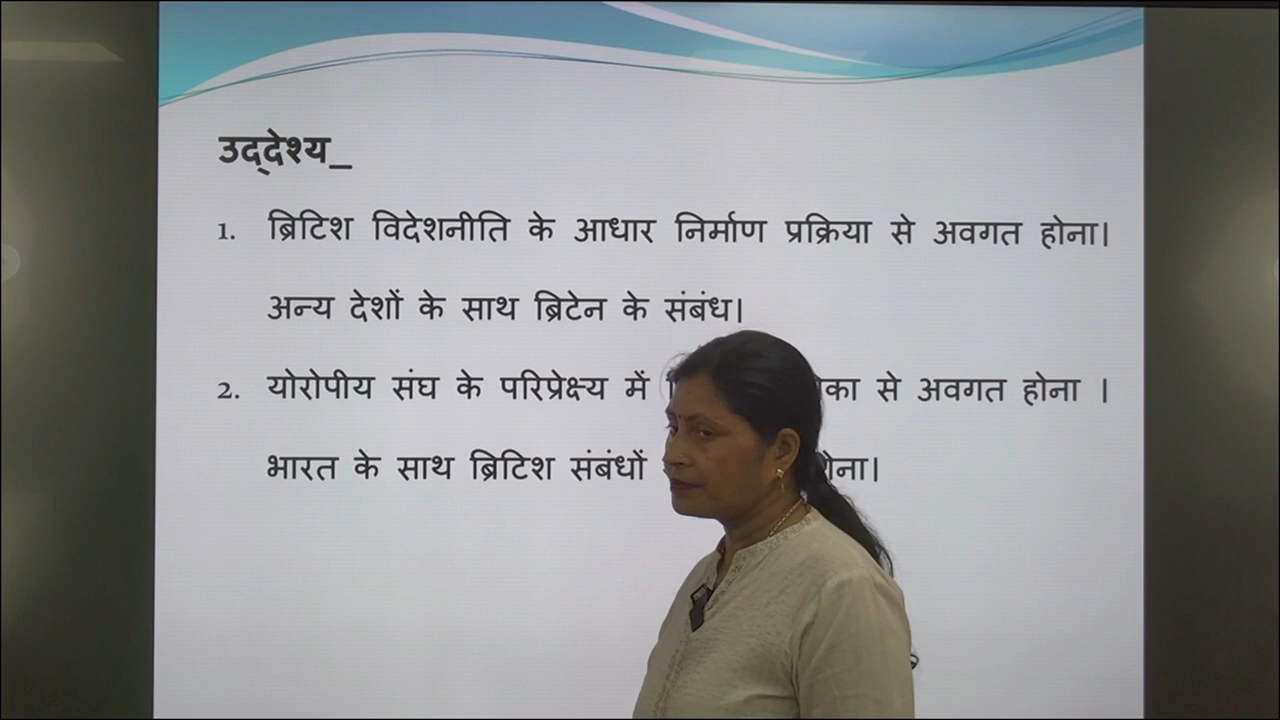 उद्देश्य_
1. ब्रिटिश विदेशनीति के आधार निर्माण प्रक्रिया से अवगत होना।
अन्य देशों के साथ ब्रिटेन के संबंध।
2. योरोपीय संघ के परिप्रेक्ष्य में से अवगत होना ।
भारत के साथ ब्रिटिश संबंधों